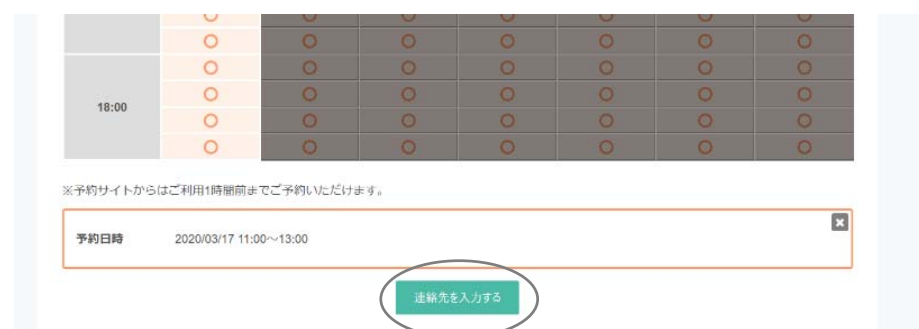 18:00
※予約サイトからはご利用1時間前までご予約いただけます。
予約日時 2020/03/17 11:00～13:00
連絡先を入力する